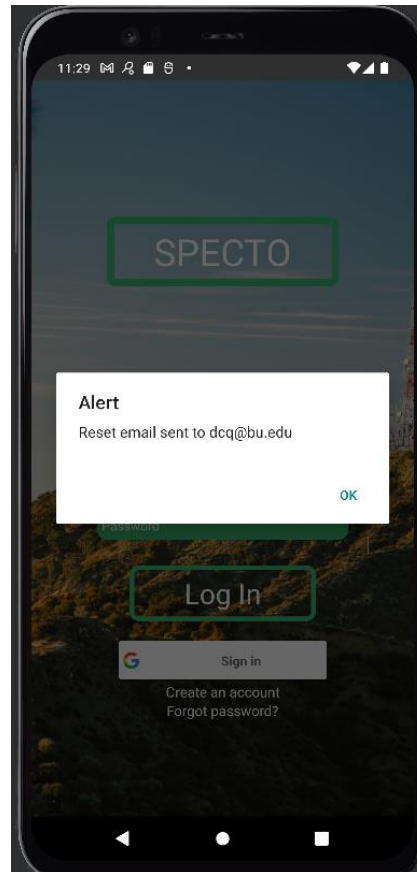 11:29
SPECTO
Alert
Reset email sent to dcq@bu.edu
OK
Password
Log In
G Sign in
Create an account
Forgot password?